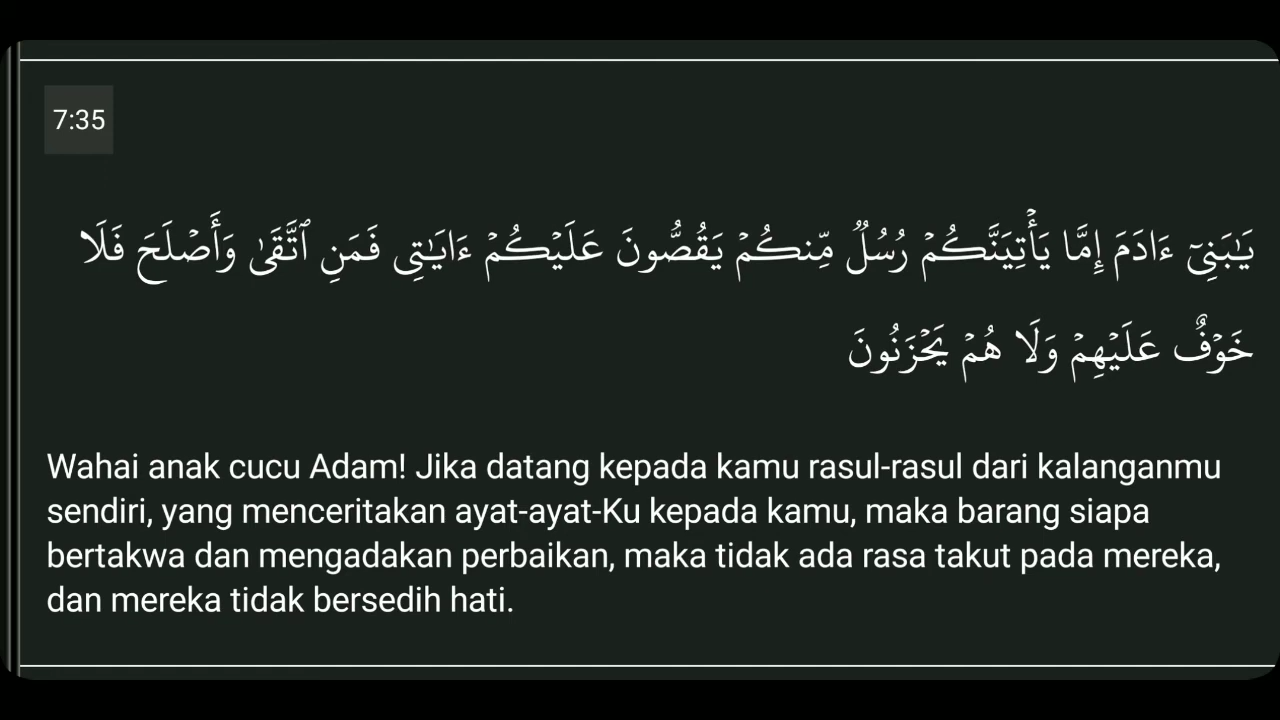 7:35
يَٰبَنِىٓ ءَادَمَ إِمَّا يَأْتِيَنَّكُمْ رُسُلٌ مِّنكُمْ يَقُصُّونَ عَلَيْكُمْ ءَايَٰتِى فَمَنِ ٱتَّقَىٰ وَأَصْلَحَ فَلَا
خَوْفٌ عَلَيْهِمْ وَلَا هُمْ يَحْزَنُونَ
Wahai anak cucu Adam! Jika datang kepada kamu rasul-rasul dari kalanganmu
sendiri, yang menceritakan ayat-ayat-Ku kepada kamu, maka barang siapa
bertakwa dan mengadakan perbaikan, maka tidak ada rasa takut pada mereka,
dan mereka tidak bersedih hati.